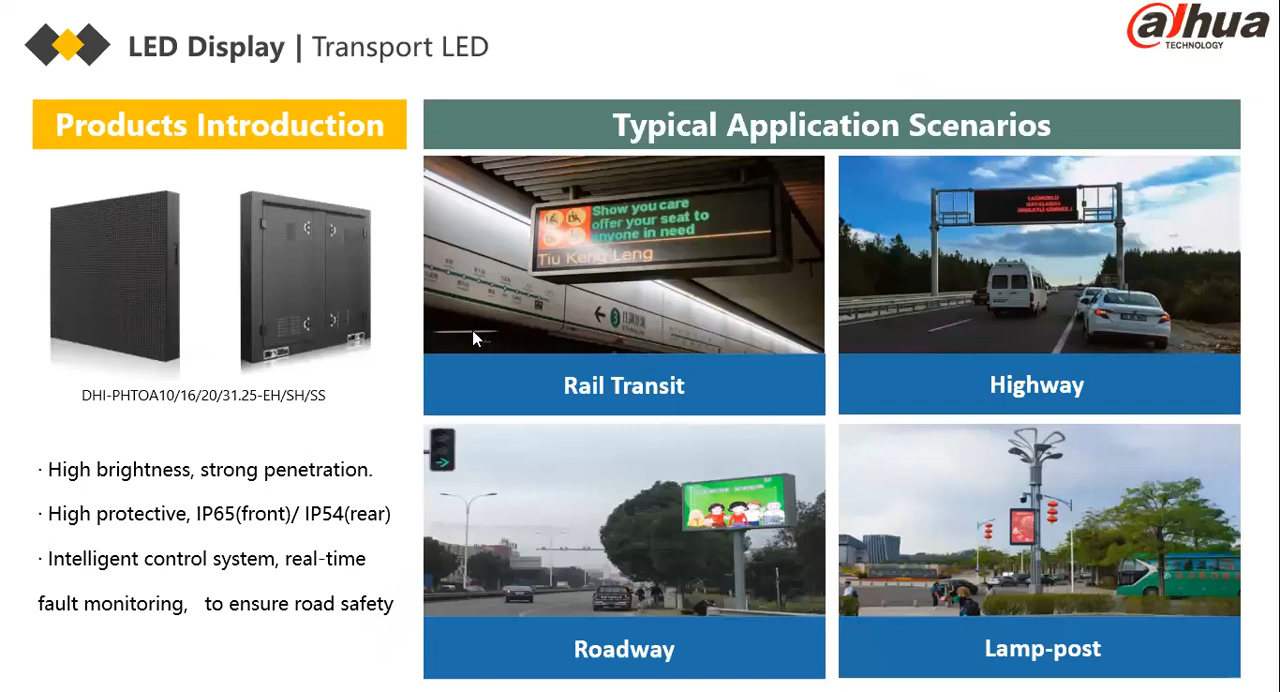 LED Display | Transport LED
alhua
TECHNOLOGY
Products Introduction
Typical Application Scenarios
Show you care
offer your seat to
anyone in need
Tiu Keng Leng
3
Rail Transit
Highway
DHI-PHTOA10/16/20/31.25-EH/SH/SS
· High brightness, strong penetration.
· High protective, IP65(front)/ IP54(rear)
· Intelligent control system, real-time
fault monitoring, to ensure road safety
Roadway
Lamp-post